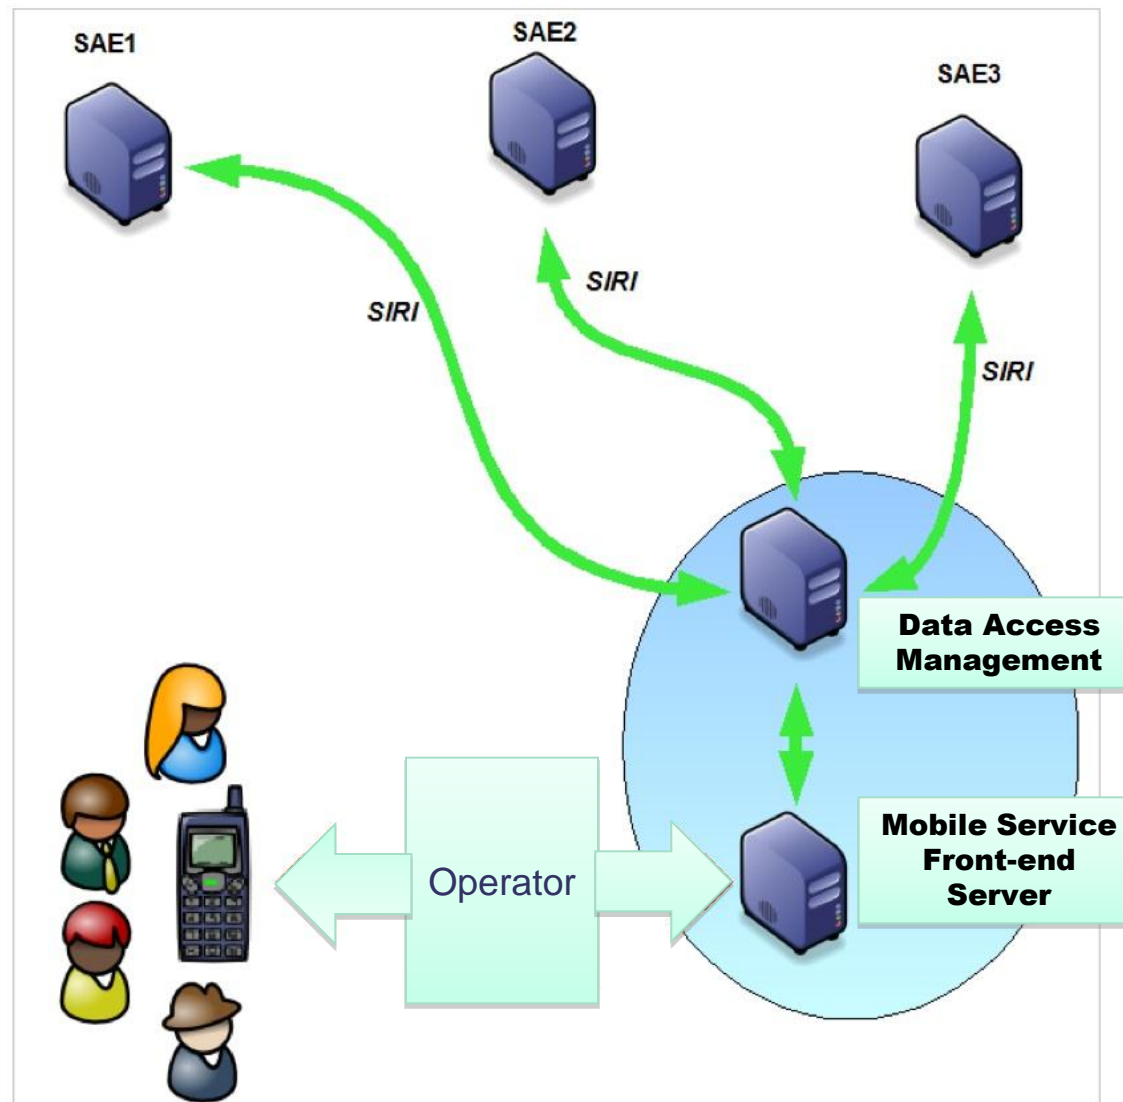 SAE1
SAE2
SAE3
SIRI
SIRI
SIRI
Data Access
Management
Operator
Mobile Service
Front-end
Server